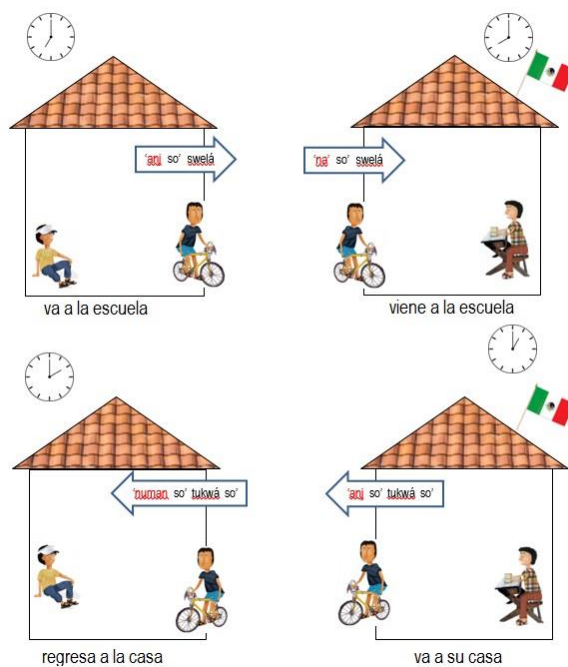 'anj so' swelá
'na' so' swelá
va a la escuela
viene a la escuela
'numan so' tukwá so'
'anj so' tukwá so'
regresa a la casa
va a su casa